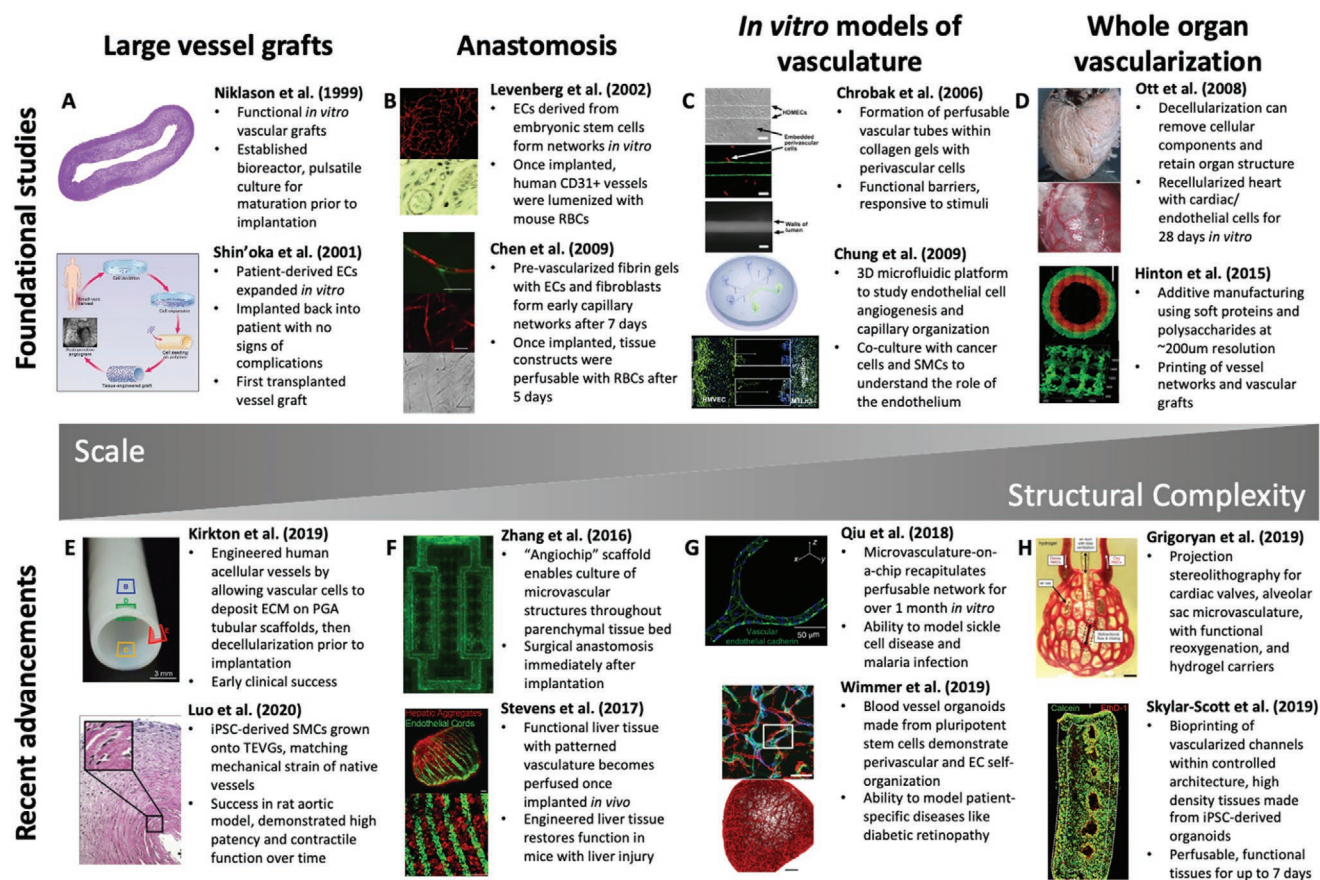 Large vessel grafts
Anastomosis
In vitro models of
vasculature
Whole organ
vascularization
Foundational studies
A
Niklason et al. (1999)
• Functional in vitro
vascular grafts
• Established
bioreactor, pulsatile
culture for
maturation prior to
implantation
Shin’oka et al. (2001)
• Patient-derived ECs
expanded in vitro
• Implanted back into
patient with no
signs of
complications
• First transplanted
vessel graft
Cell isolation
Cell expansion
Cell seeding
on polymer
Tissue-engineered graft
B
Levenberg et al. (2002)
• ECs derived from
embryonic stem cells
form networks in vitro
• Once implanted,
human CD31+ vessels
were lumenized with
mouse RBCs
Chen et al. (2009)
• Pre-vascularized fibrin gels
with ECs and fibroblasts
form early capillary
networks after 7 days
• Once implanted, tissue
constructs were
perfusable with RBCs after
5 days
C
HDMECs
Embedded
perivascular
cells
Walls of
lumen
Chrobak et al. (2006)
• Formation of perfusable
vascular tubes within
collagen gels with
perivascular cells
• Functional barriers,
responsive to stimuli
Chung et al. (2009)
• 3D microfluidic platform
to study endothelial cell
angiogenesis and
capillary organization
• Co-culture with cancer
cells and SMCs to
understand the role of
the endothelium
HMVEC
D
Ott et al. (2008)
• Decellularization can
remove cellular
components and
retain organ structure
• Recellularized heart
with cardiac/
endothelial cells for
28 days in vitro
Hinton et al. (2015)
• Additive manufacturing
using soft proteins and
polysaccharides at
~200um resolution
• Printing of vessel
networks and vascular
grafts
Scale
Structural Complexity
Recent advancements
E
B
D
C
3 mm
Kirkton et al. (2019)
• Engineered human
acellular vessels by
allowing vascular cells to
deposit ECM on PGA
tubular scaffolds, then
decellularization prior to
implantation
• Early clinical success
Luo et al. (2020)
• iPSC-derived SMCs grown
onto TEVGs, matching
mechanical strain of native
vessels
• Success in rat aortic
model, demonstrated high
patency and contractile
function over time
F
Zhang et al. (2016)
• “Angiochip” scaffold
enables culture of
microvascular
structures throughout
parenchymal tissue bed
• Surgical anastomosis
immediately after
implantation
Hepatic Aggregates
Endothelial Cords
Stevens et al. (2017)
• Functional liver tissue
with patterned
vasculature becomes
perfused once
implanted in vivo
• Engineered liver tissue
restores function in
mice with liver injury
G
z
x
y
Vascular
endothelial cadherin
50 µm
Qiu et al. (2018)
• Microvasculature-on-
a-chip recapitulates
perfusable network for
over 1 month in vitro
• Ability to model sickle
cell disease and
malaria infection
Wimmer et al. (2019)
• Blood vessel organoids
made from pluripotent
stem cells demonstrate
perivascular and EC self-
organization
• Ability to model patient-
specific diseases like
diabetic retinopathy
H
hydrogel
Grigoryan et al. (2019)
• Projection
stereolithography for
cardiac valves, alveolar
sac microvasculature,
with functional
reoxygenation, and
hydrogel carriers
Calcein
EthD-1
Skylar-Scott et al. (2019)
• Bioprinting of
vascularized channels
within controlled
architecture, high
density tissues made
from iPSC-derived
organoids
• Perfusable, functional
tissues for up to 7 days